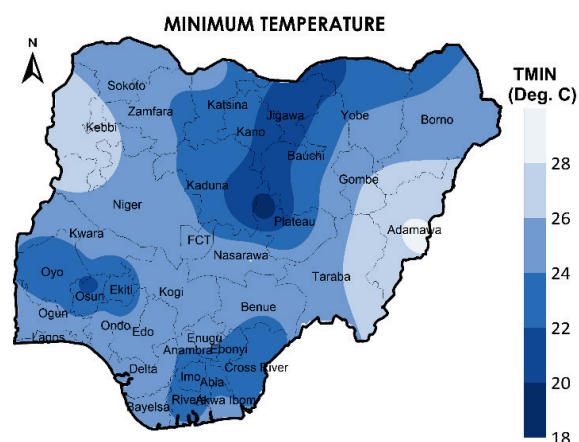 MINIMUM TEMPERATURE
N
TMIN
(Deg. C)
28
26
24
22
20
18
Sokoto
Katsina
Zamfara
Jigawa
Yobe
Borno
Kebbi
Kano
Bauchi
Kaduna
Gombe
Niger
Plateau
Adamawa
Kwara
FCT
Nasarawa
Oyo
Taraba
Osun
Ekiti
Kogi
Ogun
Benue
Ondo
Edo
Lagos
Enugu
Anambra
Ebonyi
Delta
Imo
Abia
Cross River
Bayelsa
Rivers
Akwa Ibom